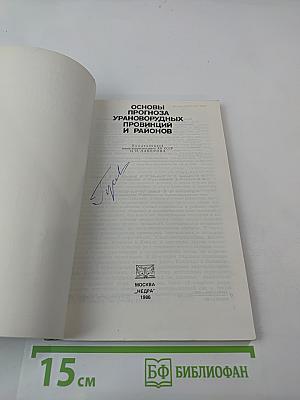 ОСНОВЫ
ПРОГНОЗА
УРАНОВОРУДНЫХ
ПРОВИНЦИЙ
И РАЙОНОВ
МОСКВА
"НЕДРА"
1986
15 см
БФ БИБЛИОФАН